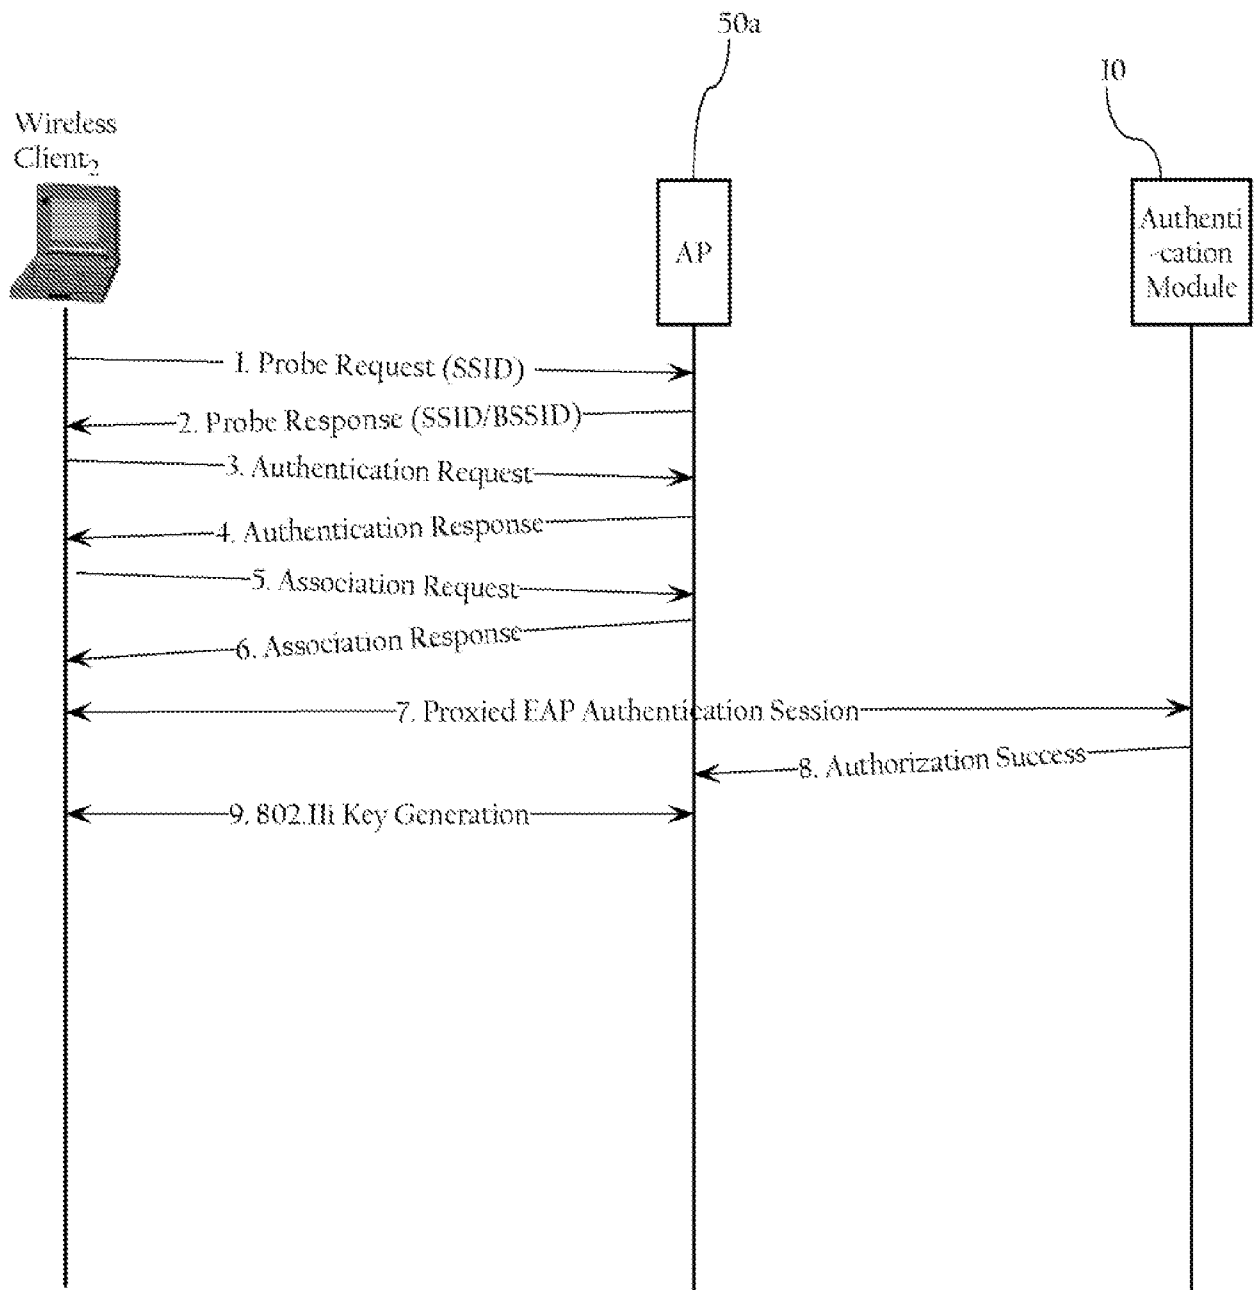 50a
10
Wireless
Client2
AP
Authenti
-cation
Module
1. Probe Request (SSID)
2. Probe Response (SSID/BSSID)
3. Authentication Request
4. Authentication Response
5. Association Request
6. Association Response
7. Proxied EAP Authentication Session
8. Authorization Success
9. 802.11i Key Generation